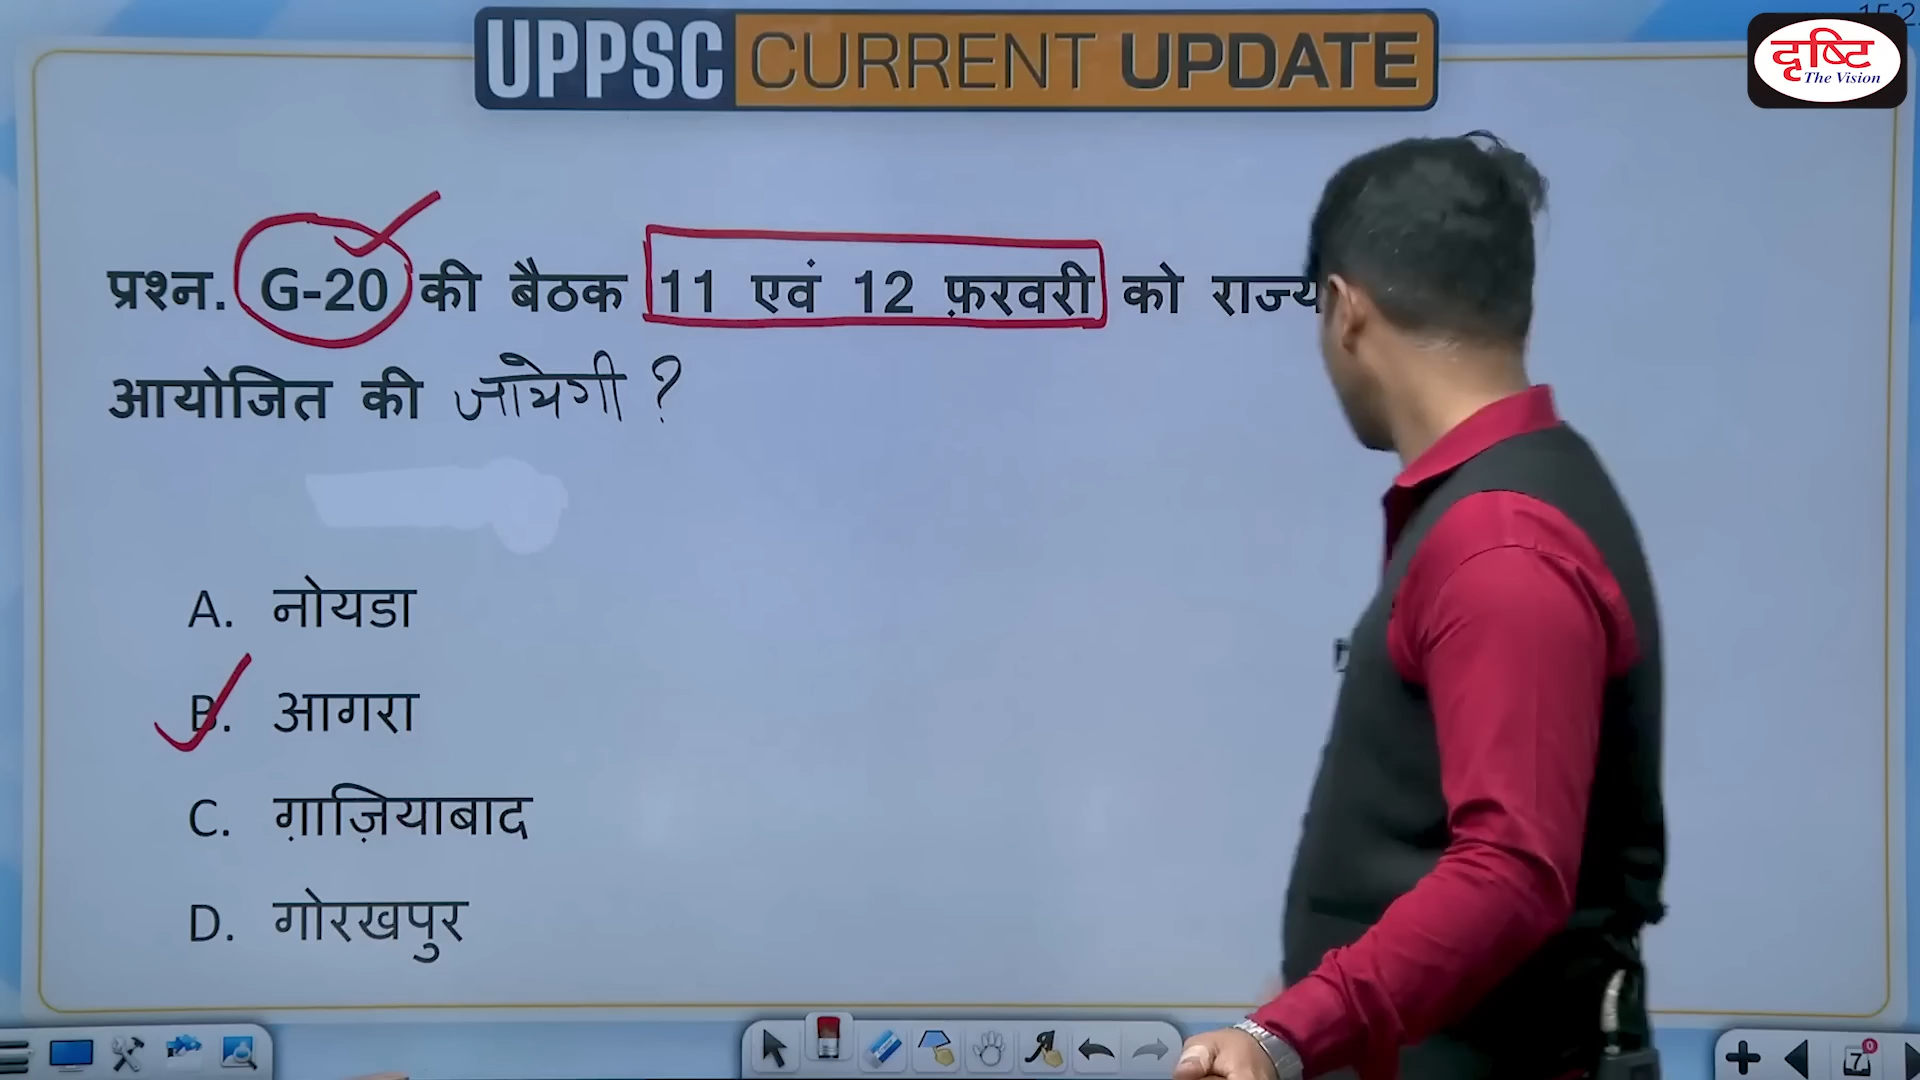 UPPSC CURRENT UPDATE
दृष्टि
The Vision
प्रश्न. G-20 की बैठक 11 एवं 12 फ़रवरी को राज्य
आयोजित की जायेगी ?
A. नोयडा
B. आगरा
C. ग़ाज़ियाबाद
D. गोरखपुर